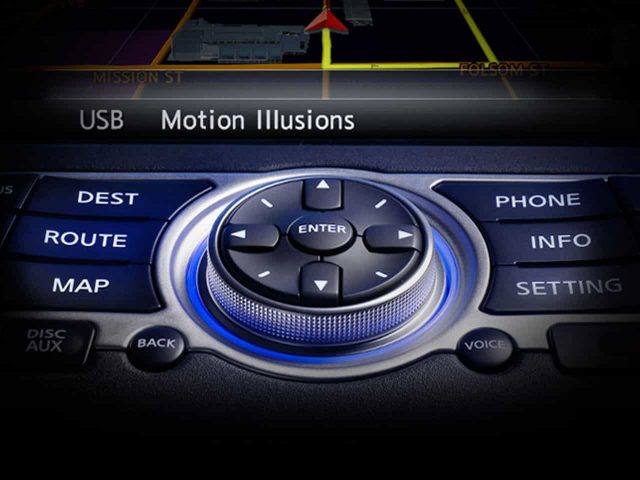 MISSION ST
FOLSOM ST
USB Motion Illusions
DEST
ROUTE
MAP
ENTER
PHONE
INFO
SETTING
DISC
AUX
BACK
VOICE